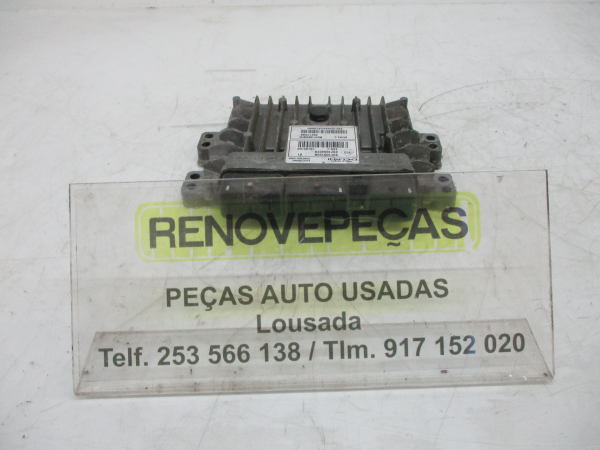 RENOVEPEÇAS
PEÇAS AUTO USADAS
Lousada
Telf. 253 566 138 / Tlm. 917 152 020